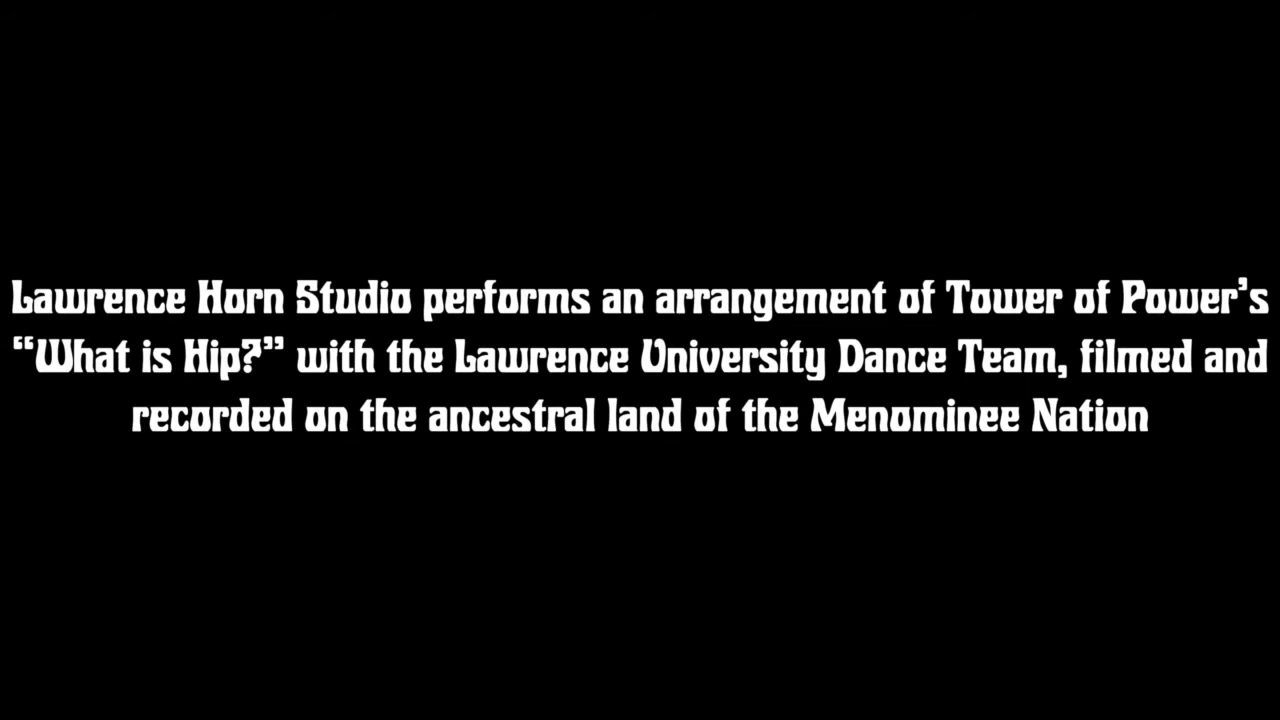 Lawrence Horn Studio performs an arrangement of Tower of Power’s
“What is Hip?” with the Lawrence University Dance Team, filmed and
recorded on the ancestral land of the Menominee Nation